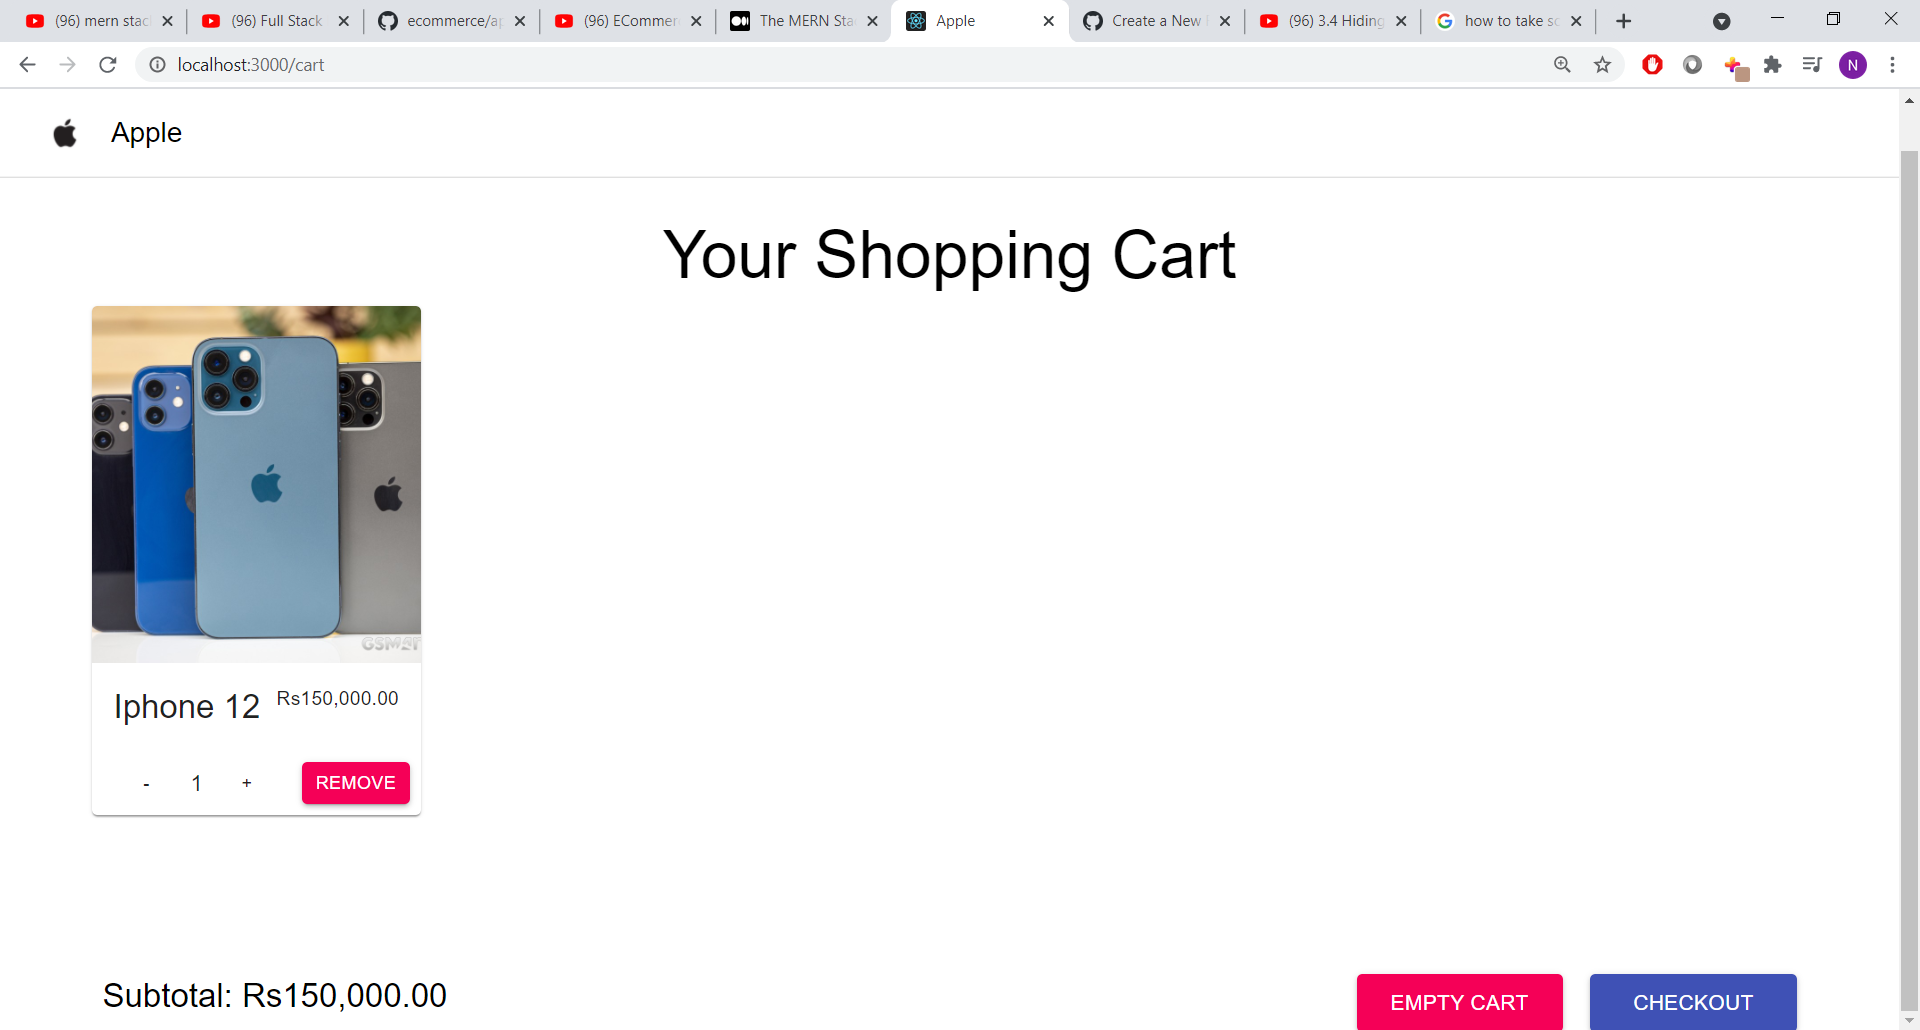 (96) mern stac
(96) Full Stack
ecommerce/ap
(96) ECommer
The MERN Sta
Apple
Create a New
(96) 3.4 Hiding
how to take sc
localhost:3000/cart
N
Apple
Your Shopping Cart
Iphone 12 Rs150,000.00
- 1 + REMOVE
Subtotal: Rs150,000.00
EMPTY CART
CHECKOUT